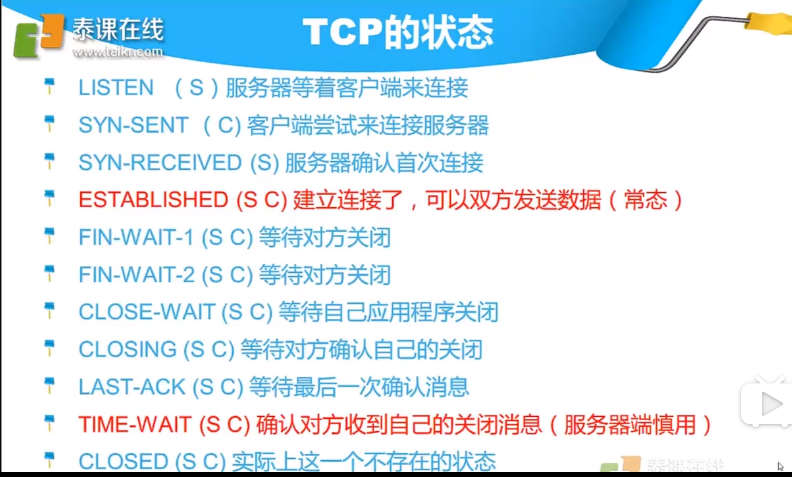 泰课在线
www.taikr.com
TCP的状态
LISTEN （ S ）服务器等着客户端来连接
SYN-SENT （ C) 客户端尝试来连接服务器
SYN-RECEIVED (S) 服务器确认首次连接
ESTABLISHED (S C) 建立连接了，可以双方发送数据（常态）
FIN-WAIT-1 (S C) 等待对方关闭
FIN-WAIT-2 (S C) 等待对方关闭
CLOSE-WAIT (S C) 等待自己应用程序关闭
CLOSING (S C) 等待对方确认自己的关闭
LAST-ACK (S C) 等待最后一次确认消息
TIME-WAIT (S C) 确认对方收到自己的关闭消息（服务器端慎用）
CLOSED (S C) 实际上这一个不存在的状态
泰课在线